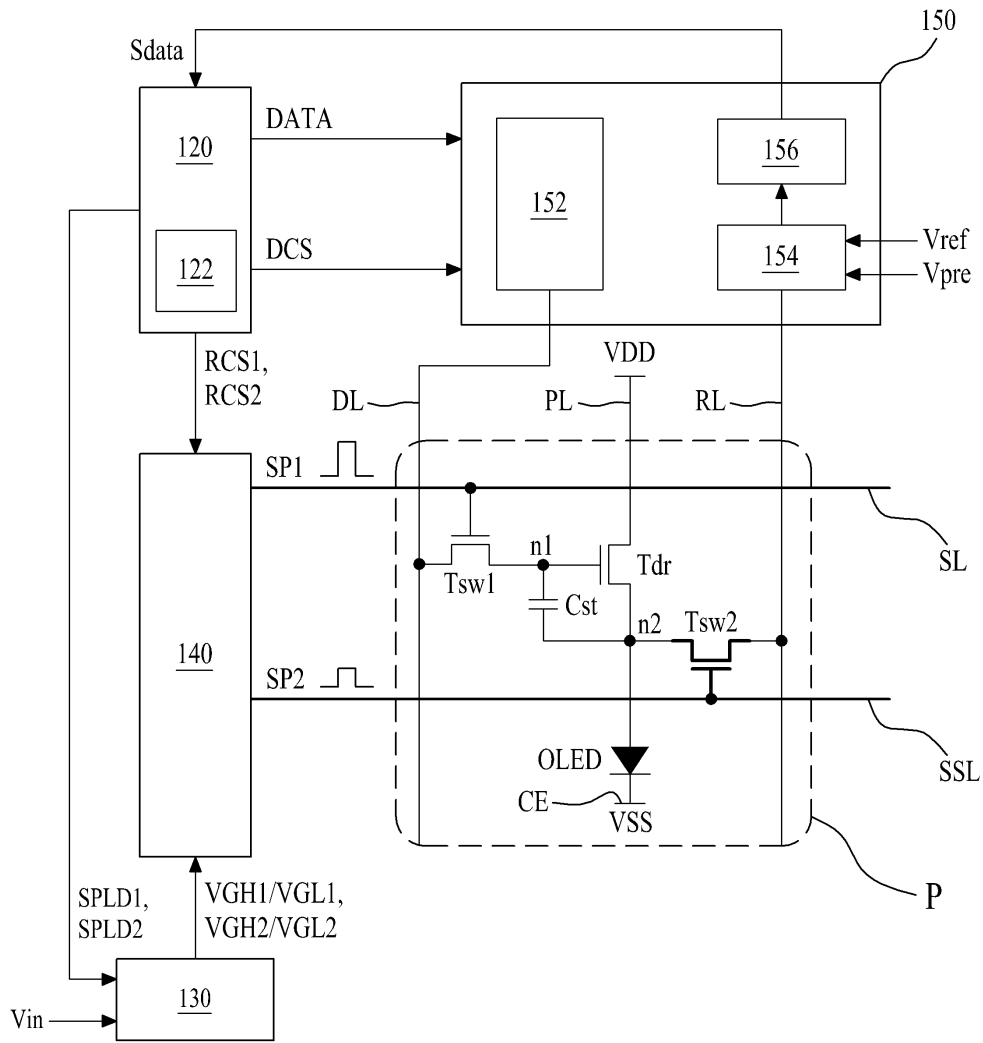 150
Sdata
120
DATA
156
152
122
DCS
154
Vref
Vpre
RCS1,
RCS2
VDD
DL
PL
RL
SP1
n1
Tdr
SL
Tsw1
Cst
n2
Tsw2
140
SP2
OLED
SSL
CE
VSS
SPLD1,
SPLD2
VGH1/VGL1,
VGH2/VGL2
P
130
Vin